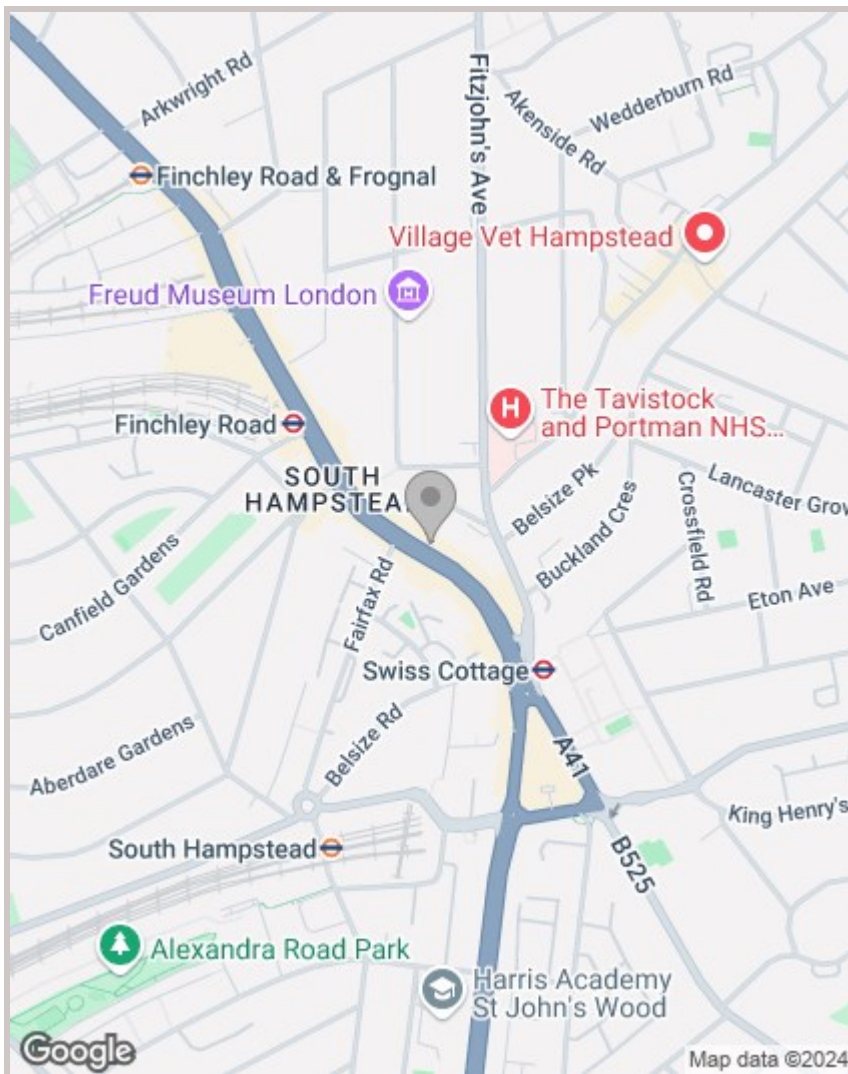 Arkwright Rd
Fitzjohn's Ave
Akenside Rd
Wedderburn Rd
Finchley Road & Frognal
Village Vet Hampstead
Freud Museum London
H
The Tavistock
and Portman NHS...
Finchley Road
SOUTH
HAMPSTEA
Belsize Pk
Buckland Cres
Crossfield Rd
Lancaster Grov
Canfield Gardens
Fairfax Rd
Eton Ave
Swiss Cottage
Belsize Rd
Aberdare Gardens
A41
King Henry's
South Hampstead
B525
Alexandra Road Park
Harris Academy
St John's Wood
Google
Map data ©2024